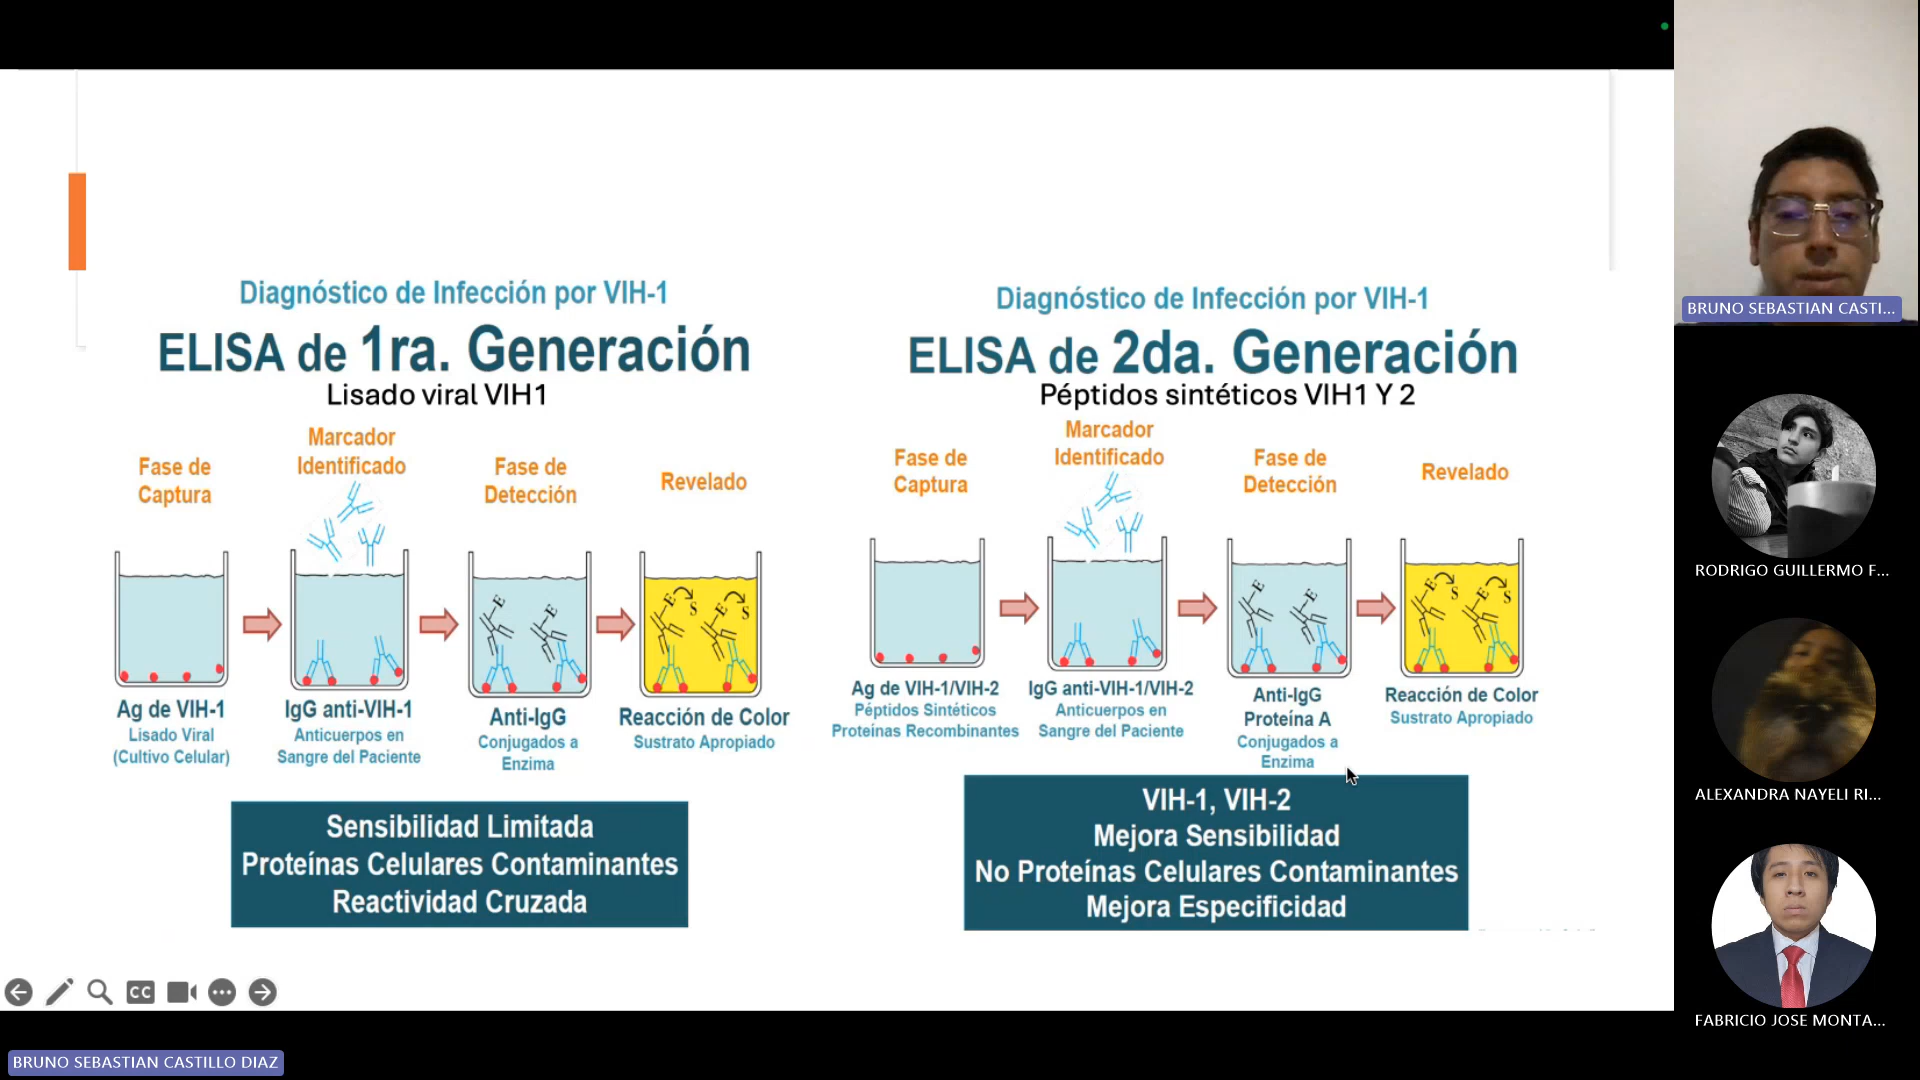 Diagnóstico de Infección por VIH-1
ELISA de 1ra. Generación
Lisado viral VIH1
Fase de
Captura
Marcador
Identificado
Fase de
Detección
Revelado
E
E
E
S
E
S
Ag de VIH-1
Lisado Viral
(Cultivo Celular)
IgG anti-VIH-1
Anticuerpos en
Sangre del Paciente
Anti-IgG
Conjugados a
Enzima
Reacción de Color
Sustrato Apropiado
Sensibilidad Limitada
Proteínas Celulares Contaminantes
Reactividad Cruzada
Diagnóstico de Infección por VIH-1
ELISA de 2da. Generación
Péptidos sintéticos VIH1 Y 2
Fase de
Captura
Marcador
Identificado
Fase de
Detección
Revelado
E
E
E
S
E
S
Ag de VIH-1/VIH-2
Péptidos Sintéticos
Proteínas Recombinantes
IgG anti-VIH-1/VIH-2
Anticuerpos en
Sangre del Paciente
Anti-IgG
Proteína A
Conjugados a
Enzima
Reacción de Color
Sustrato Apropiado
VIH-1, VIH-2
Mejora Sensibilidad
No Proteínas Celulares Contaminantes
Mejora Especificidad
CC
BRUNO SEBASTIAN CASTILLO DIAZ
BRUNO SEBASTIAN CASTI...
RODRIGO GUILLERMO F...
ALEXANDRA NAYELI RI...
FABRICIO JOSE MONTA...